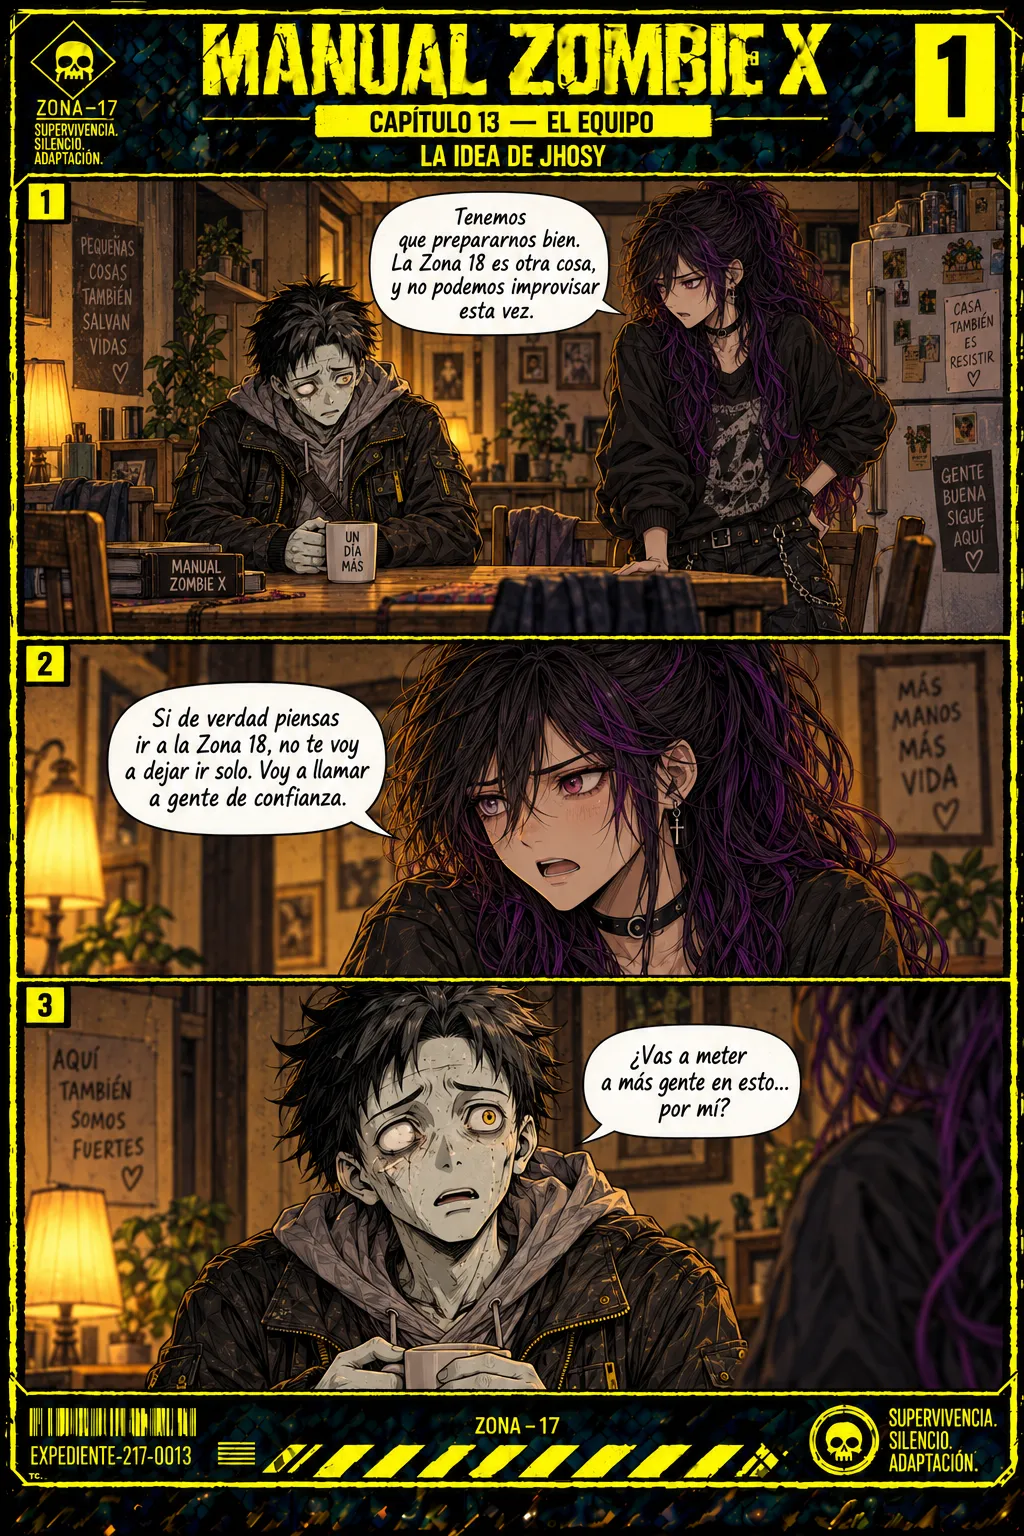 ZONA-17
SUPERVIVENCIA.
SILENCIO.
ADAPTACIÓN.
MANUAL ZOMBIE X
CAPÍTULO 13 — EL EQUIPO
LA IDEA DE JHOSY
1
1
PEQUEÑAS
COSAS
TAMBIÉN
SALVAN
VIDAS
Tenemos
que prepararnos bien.
La Zona 18 es otra cosa,
y no podemos improvisar
esta vez.
CASA
TAMBIÉN
ES
RESISTIR
GENTE
BUENA
SIGUE
AQUÍ
UN
DÍA
MÁS
MANUAL
ZOMBIE X
2
Si de verdad piensas
ir a la Zona 18, no te voy
a dejar ir solo. Voy a llamar
a gente de confianza.
MÁS
MANOS
MÁS
VIDA
3
AQUÍ
TAMBIÉN
SOMOS
FUERTES
¿Vas a meter
a más gente en esto...
por mí?
EXPEDIENTE-217-0013
TC.
ZONA-17
SUPERVIVENCIA.
SILENCIO.
ADAPTACIÓN.